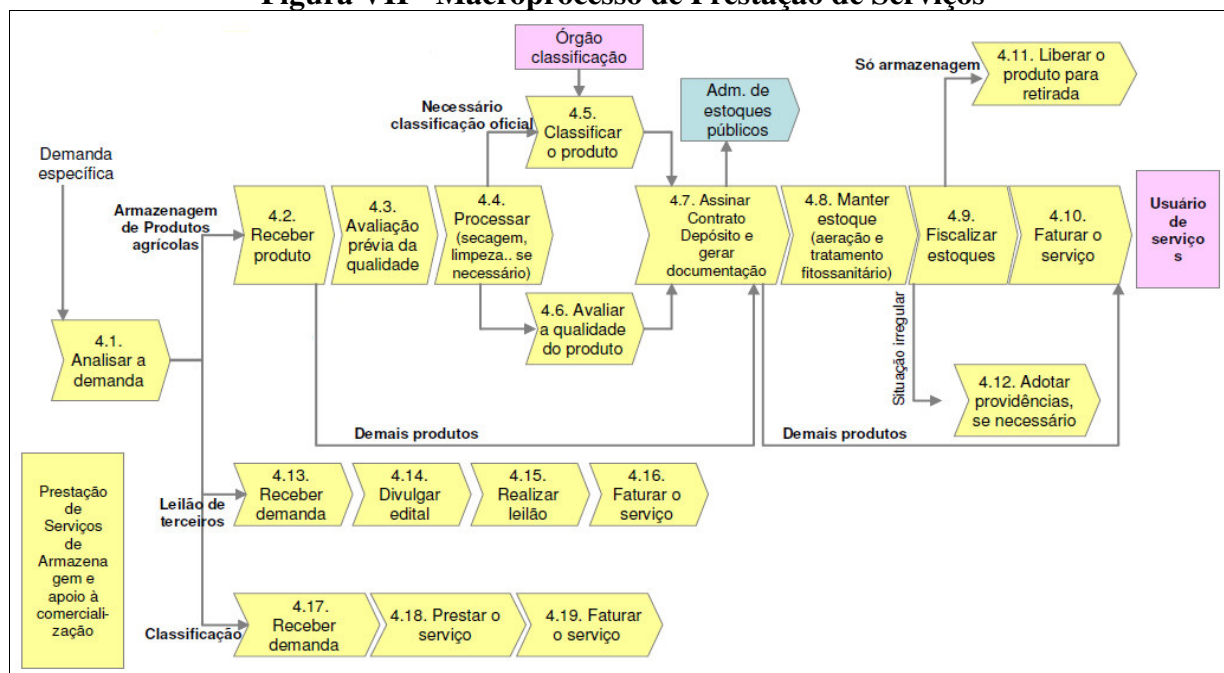 Figura VII - Macroprocesso de Prestação de Serviços
Órgão
classificação
Só armazenagem
4.11. Liberar o
produto para
retirada
Necessário
classificação oficial
4.5.
Classificar
o produto
Adm. de
estoques
públicos
Demanda
específica
Armazenagem
de Produtos
agrícolas
4.2.
Receber
produto
4.3.
Avaliação
prévia da
qualidade
4.4.
Processar
(secagem,
limpeza.. se
necessário)
4.7. Assinar
Contrato
Depósito e
gerar
documentação
4.8. Manter
estoque
(aeração e
tratamento
fitossanitário)
4.9.
Fiscalizar
estoques
4.10.
Faturar o
serviço
Usuário
de
serviço
s
4.6. Avaliar
a qualidade
do produto
4.1.
Analisar a
demanda
Situação irregular
4.12. Adotar
providências,
se necessário
Demais produtos
Demais produtos
Prestação
de
Serviços
de
Armazena
gem e
apoio à
comerciali-
zação
Leilão de
terceiros
4.13.
Receber
demanda
4.14.
Divulgar
edital
4.15.
Realizar
leilão
4.16.
Faturar o
serviço
Classificação
4.17.
Receber
demanda
4.18. Prestar o
serviço
4.19. Faturar
o serviço